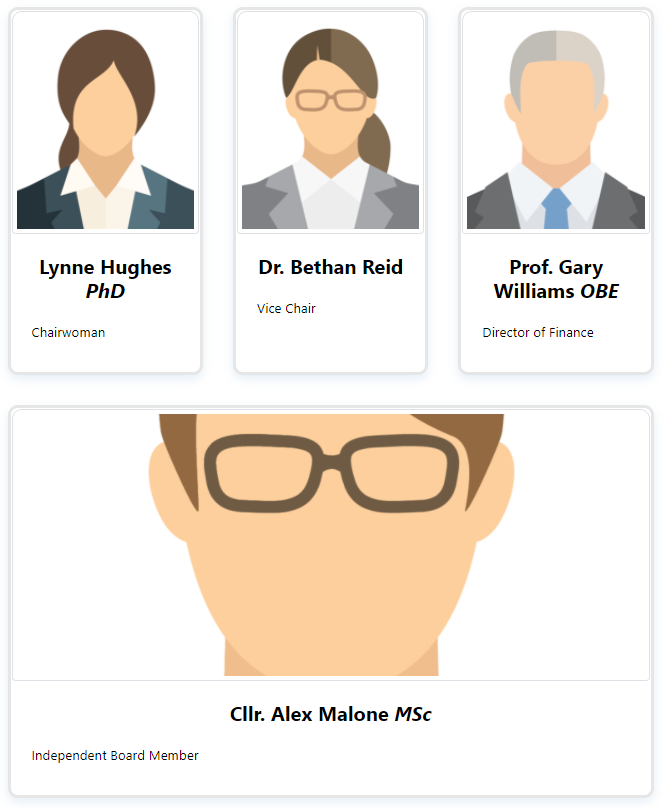 Lynne Hughes
PhD
Chairwoman
Dr. Bethan Reid
Vice Chair
Prof. Gary
Williams OBE
Director of Finance
Cllr. Alex Malone MSc
Independent Board Member